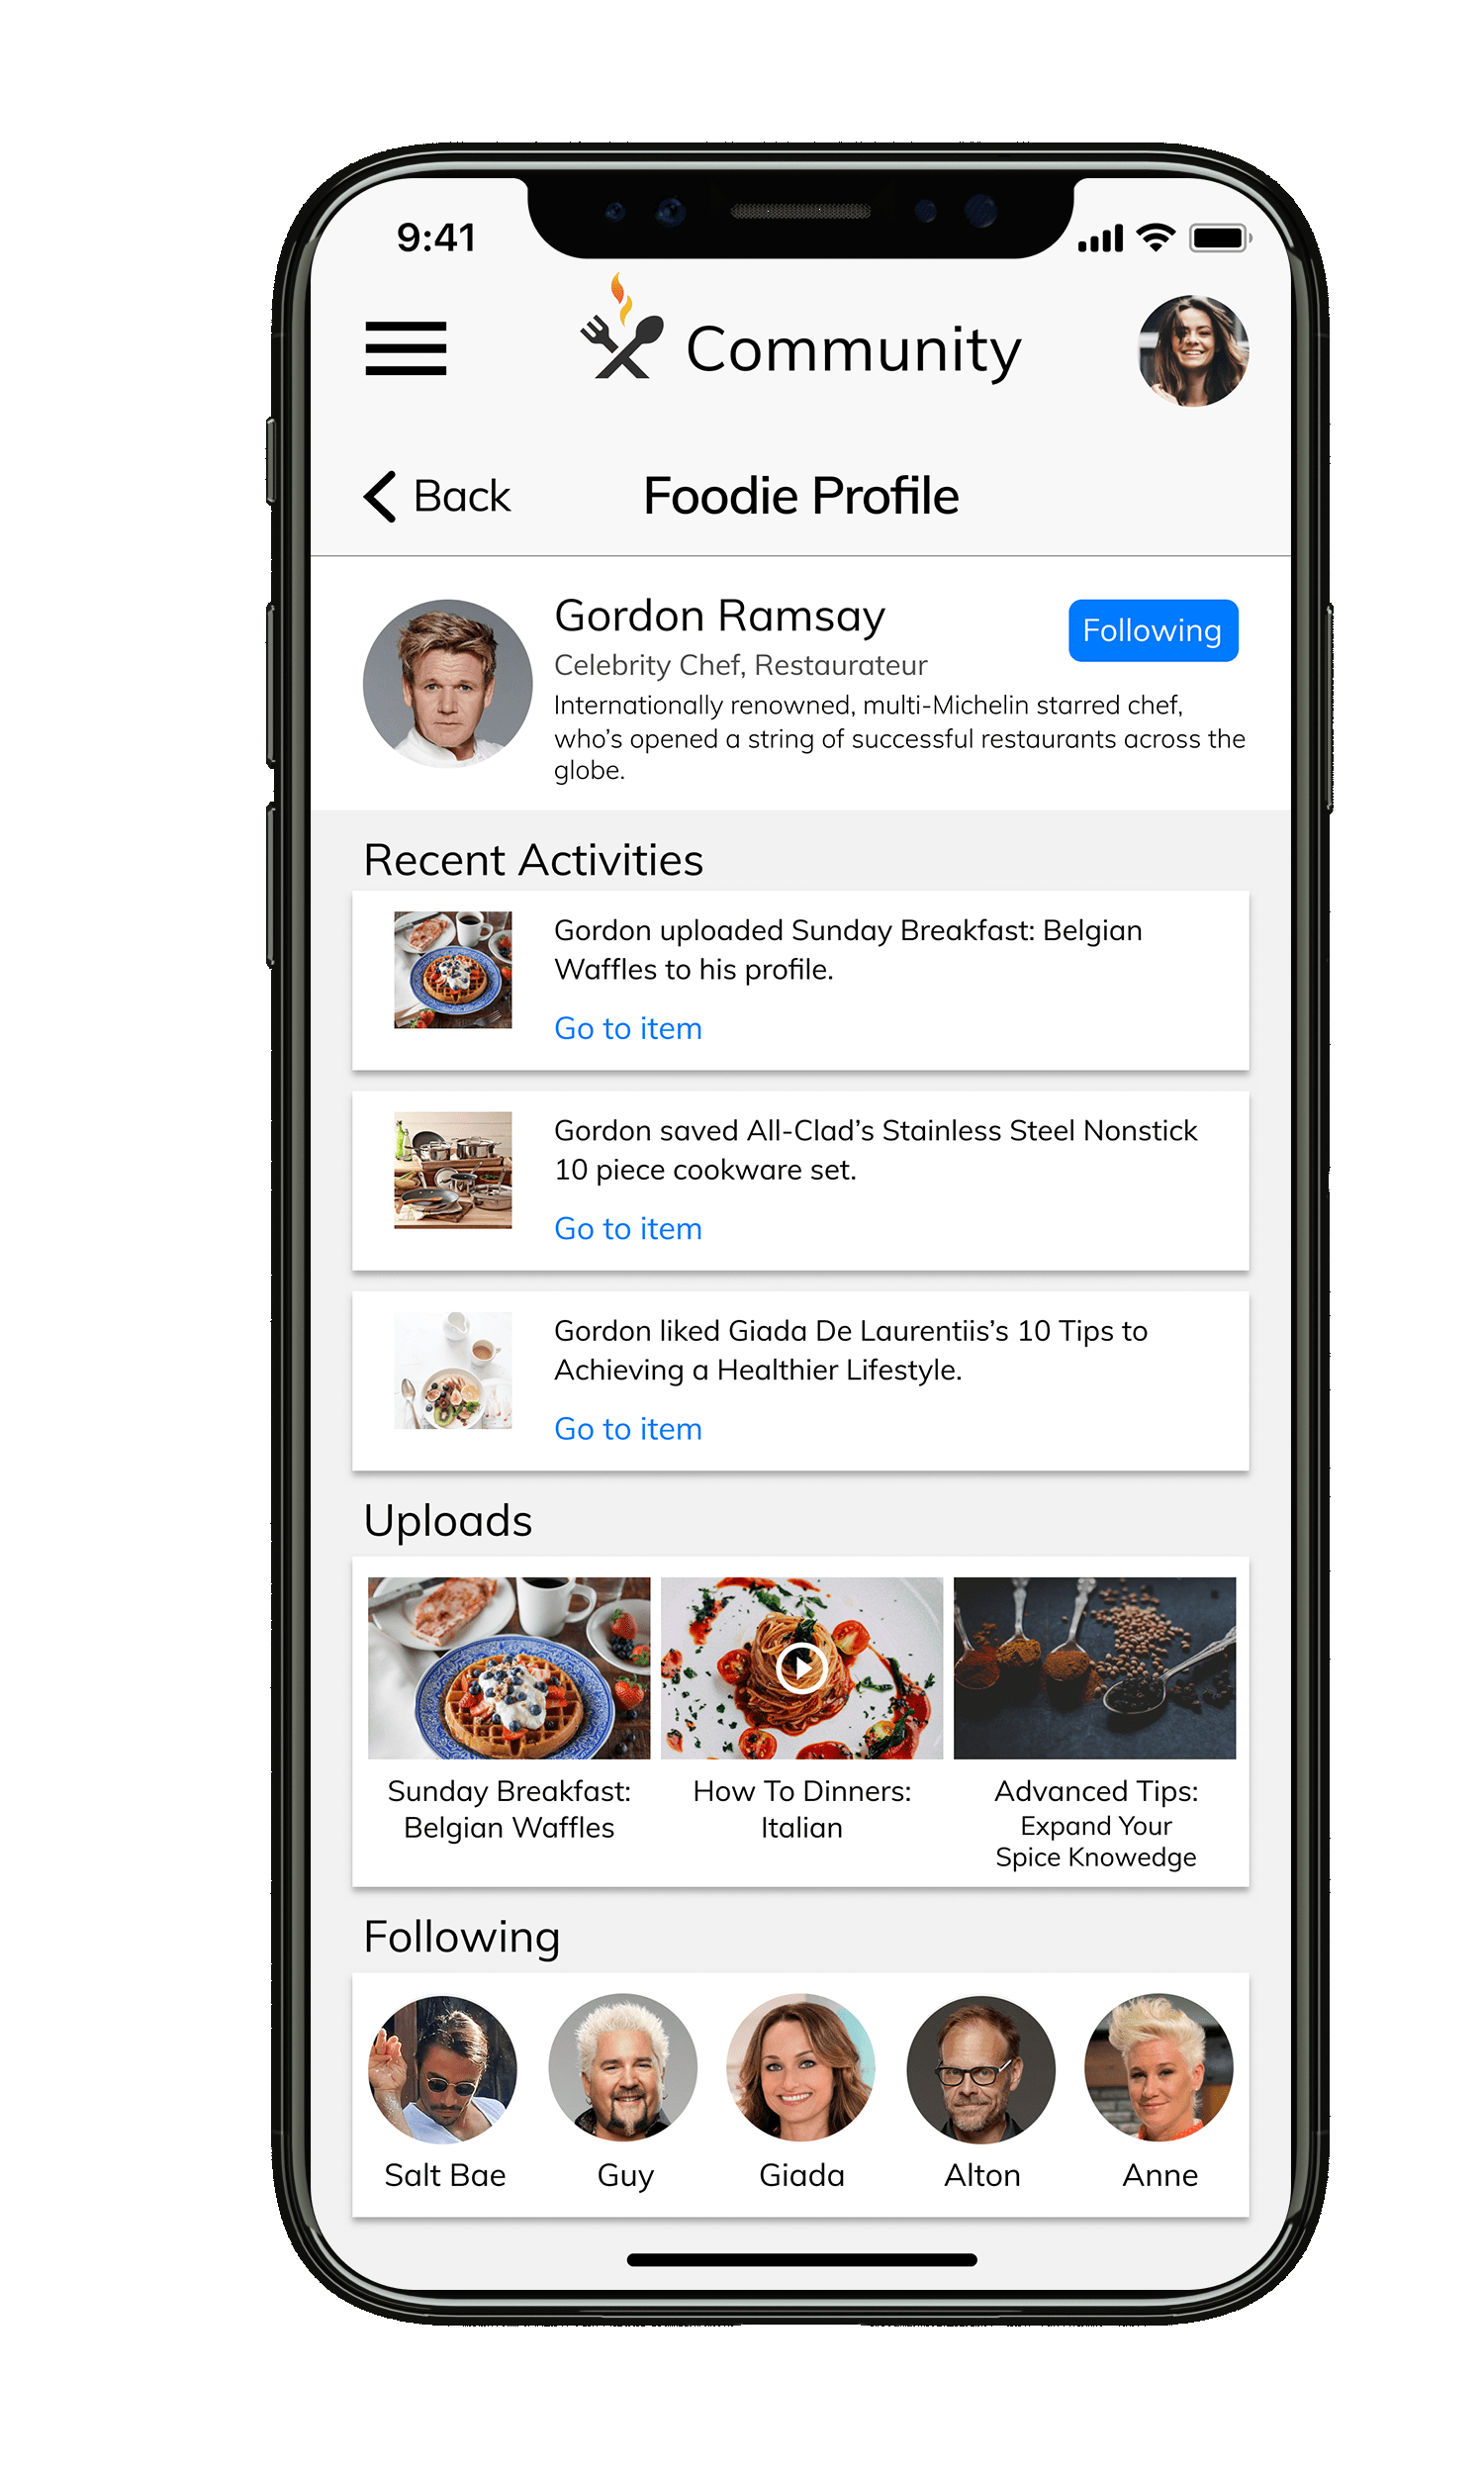 9:41
Community
Back
Foodie Profile
Gordon Ramsay
Following
Celebrity Chef, Restaurateur
Internationally renowned, multi-Michelin starred chef,
who’s opened a string of successful restaurants across the
globe.
Recent Activities
Gordon uploaded Sunday Breakfast: Belgian
Waffles to his profile.
Go to item
Gordon saved All-Clad’s Stainless Steel Nonstick
10 piece cookware set.
Go to item
Gordon liked Giada De Laurentiis’s 10 Tips to
Achieving a Healthier Lifestyle.
Go to item
Uploads
Sunday Breakfast:
Belgian Waffles
How To Dinners:
Italian
Advanced Tips:
Expand Your
Spice Knowedge
Following
Salt Bae
Guy
Giada
Alton
Anne